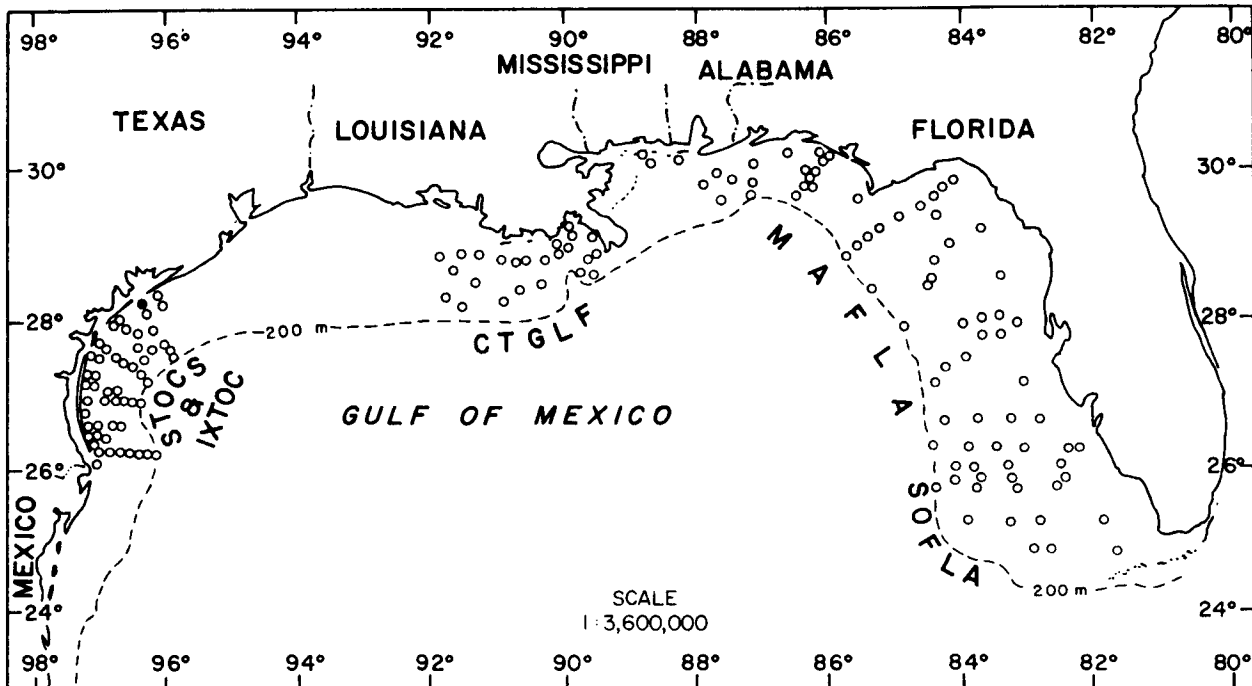 98° 96° 94° 92° 90° 88° 86° 84° 82° 80°
MISSISSIPPI ALABAMA
TEXAS LOUISIANA FLORIDA
30° 30°
MAFLA
28° 28°
200 m
CTGLF
STOCS
&
IXTOC
GULF OF MEXICO
26° 26°
SOFLA
MEXICO
200 m
24° 24°
SCALE
1:3,600,000
98° 96° 94° 92° 90° 88° 86° 84° 82° 80°